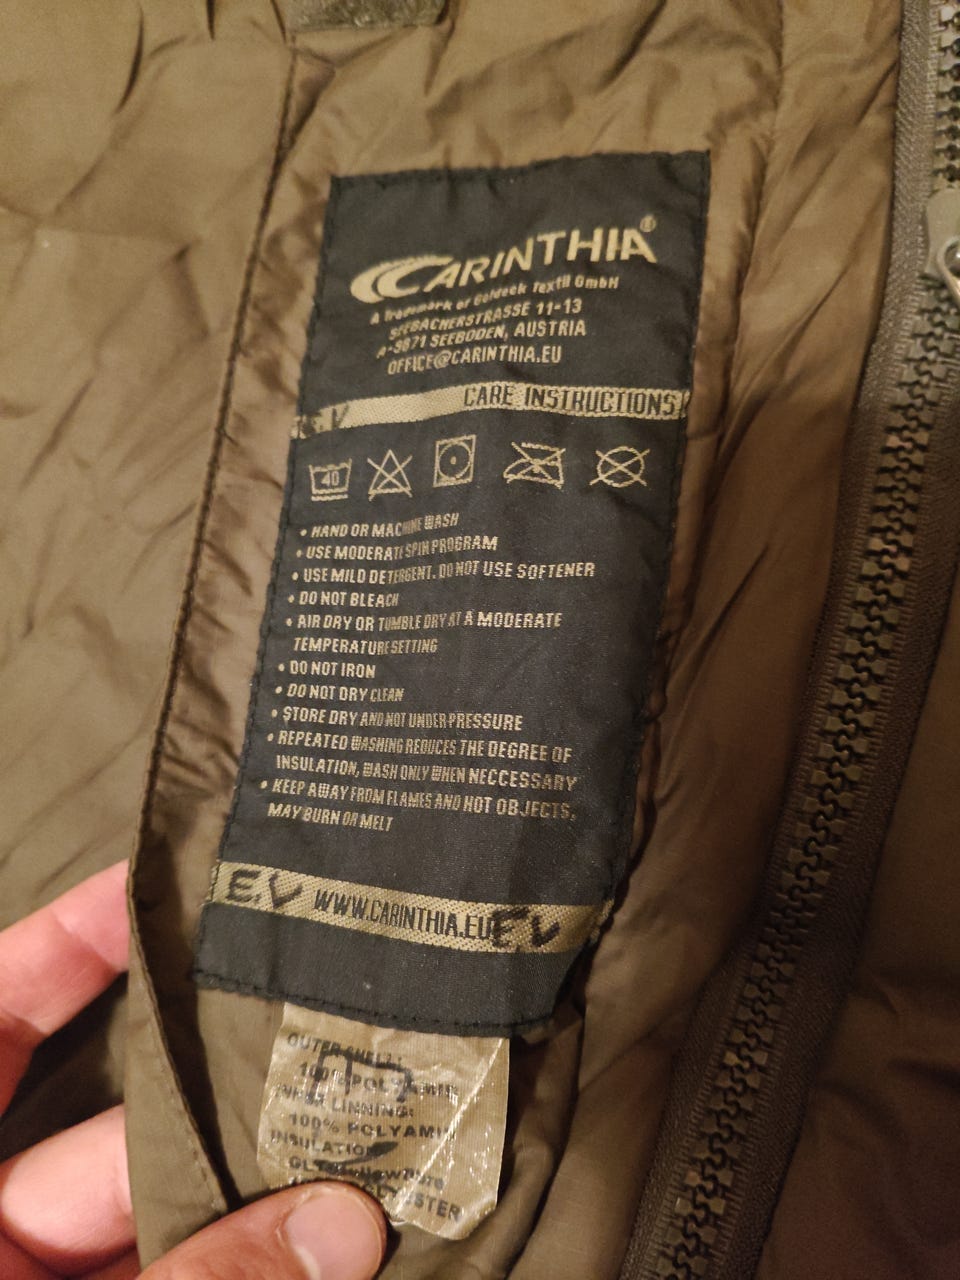 CARINTHIA®
A Trademark of Goldeck Textil GmbH
SEEBACHERSTRASSE 11-13
A-9871 SEEBODEN, AUSTRIA
OFFICE@CARINTHIA.EU
CARE INSTRUCTIONS
E.V
40
• HAND OR MACHINE WASH
• USE MODERATE SPIN PROGRAM
• USE MILD DETERGENT. DO NOT USE SOFTENER
• DO NOT BLEACH
• AIR DRY OR TUMBLE DRY AT A MODERATE
TEMPERATURE SETTING
• DO NOT IRON
• DO NOT DRY CLEAN
• STORE DRY AND NOT UNDER PRESSURE
• REPEATED WASHING REDUCES THE DEGREE OF
INSULATION, WASH ONLY WHEN NECCESSARY
• KEEP AWAY FROM FLAMES AND HOT OBJECTS,
MAY BURN OR MELT
E.V WWW.CARINTHIA.EU E.V
OUTER SHELL:
100% POLYAMID
INNER LINNING:
100% POLYAMID
INSULATION